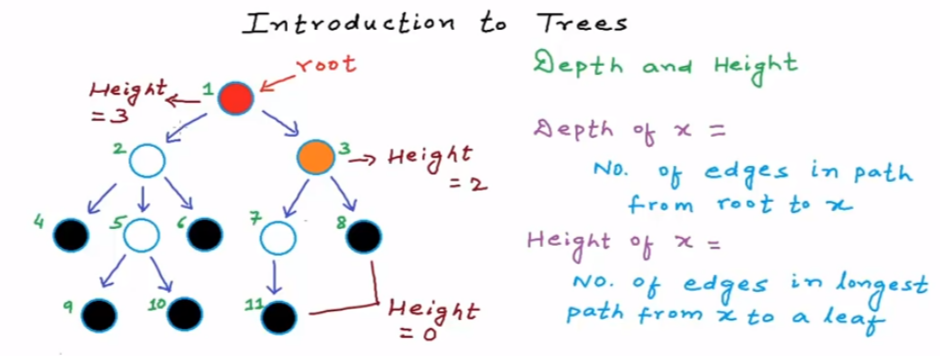 Introduction to Trees
root
Height
= 3
1
2
3
Height
= 2
4
5
6
7
8
9
10
11
Height
= 0
Depth and Height
Depth of x =
No. of edges in path
from root to x
Height of x =
No. of edges in longest
path from x to a leaf